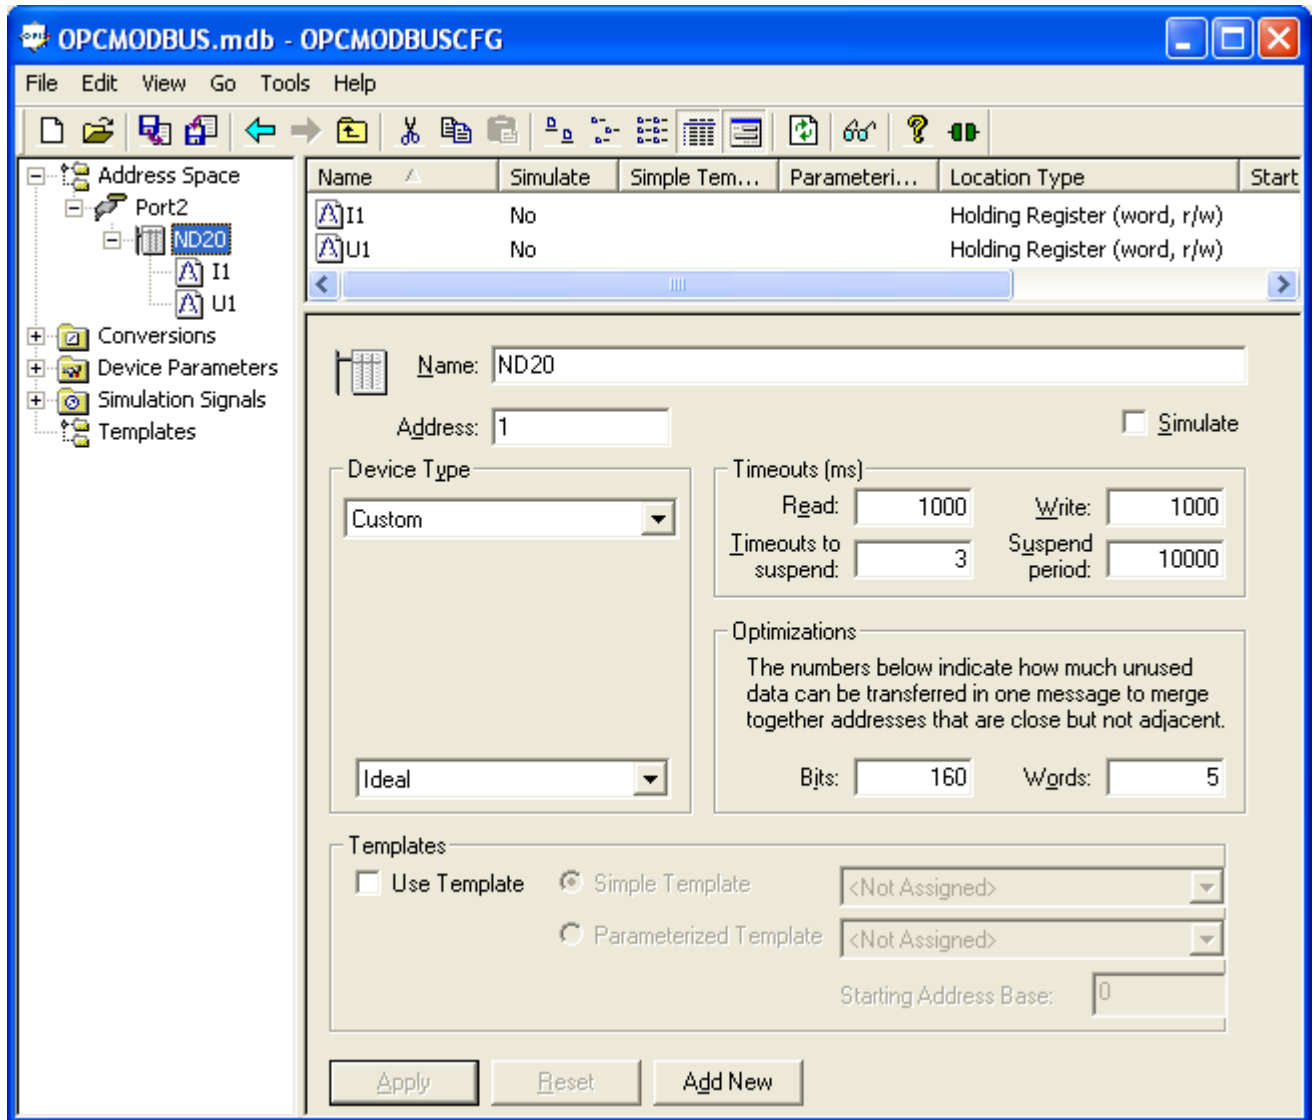 OPCMODBUS.mdb - OPCMODBUSCFG
File Edit View Go Tools Help
Address Space
Port2
ND20
I1
U1
Conversions
Device Parameters
Simulation Signals
Templates
Name Simulate Simple Tem... Parameteri... Location Type Start
I1 No Holding Register (word, r/w)
U1 No Holding Register (word, r/w)
Name: ND20
Address: 1
Simulate
Device Type
Custom
Ideal
Timeouts (ms)
Read: 1000 Write: 1000
Timeouts to suspend: 3 Suspend period: 10000
Optimizations
The numbers below indicate how much unused
data can be transferred in one message to merge
together addresses that are close but not adjacent.
Bits: 160 Words: 5
Templates
Use Template Simple Template <Not Assigned>
Parameterized Template <Not Assigned>
Starting Address Base: 0
Apply Reset Add New